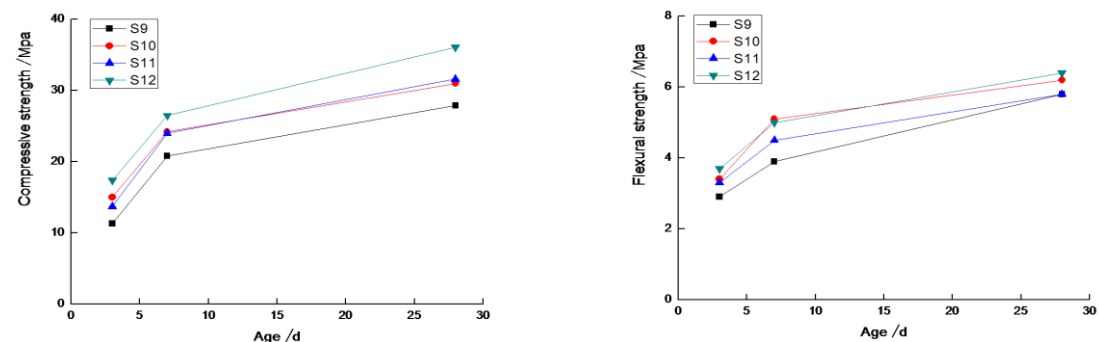 40
30
20
10
0
Compressive strength /Mpa
S9
S10
S11
S12
0 5 10 15 20 25 30
Age /d
8
6
4
2
0
Flexural strength /Mpa
S9
S10
S11
S12
0 5 10 15 20 25 30
Age /d